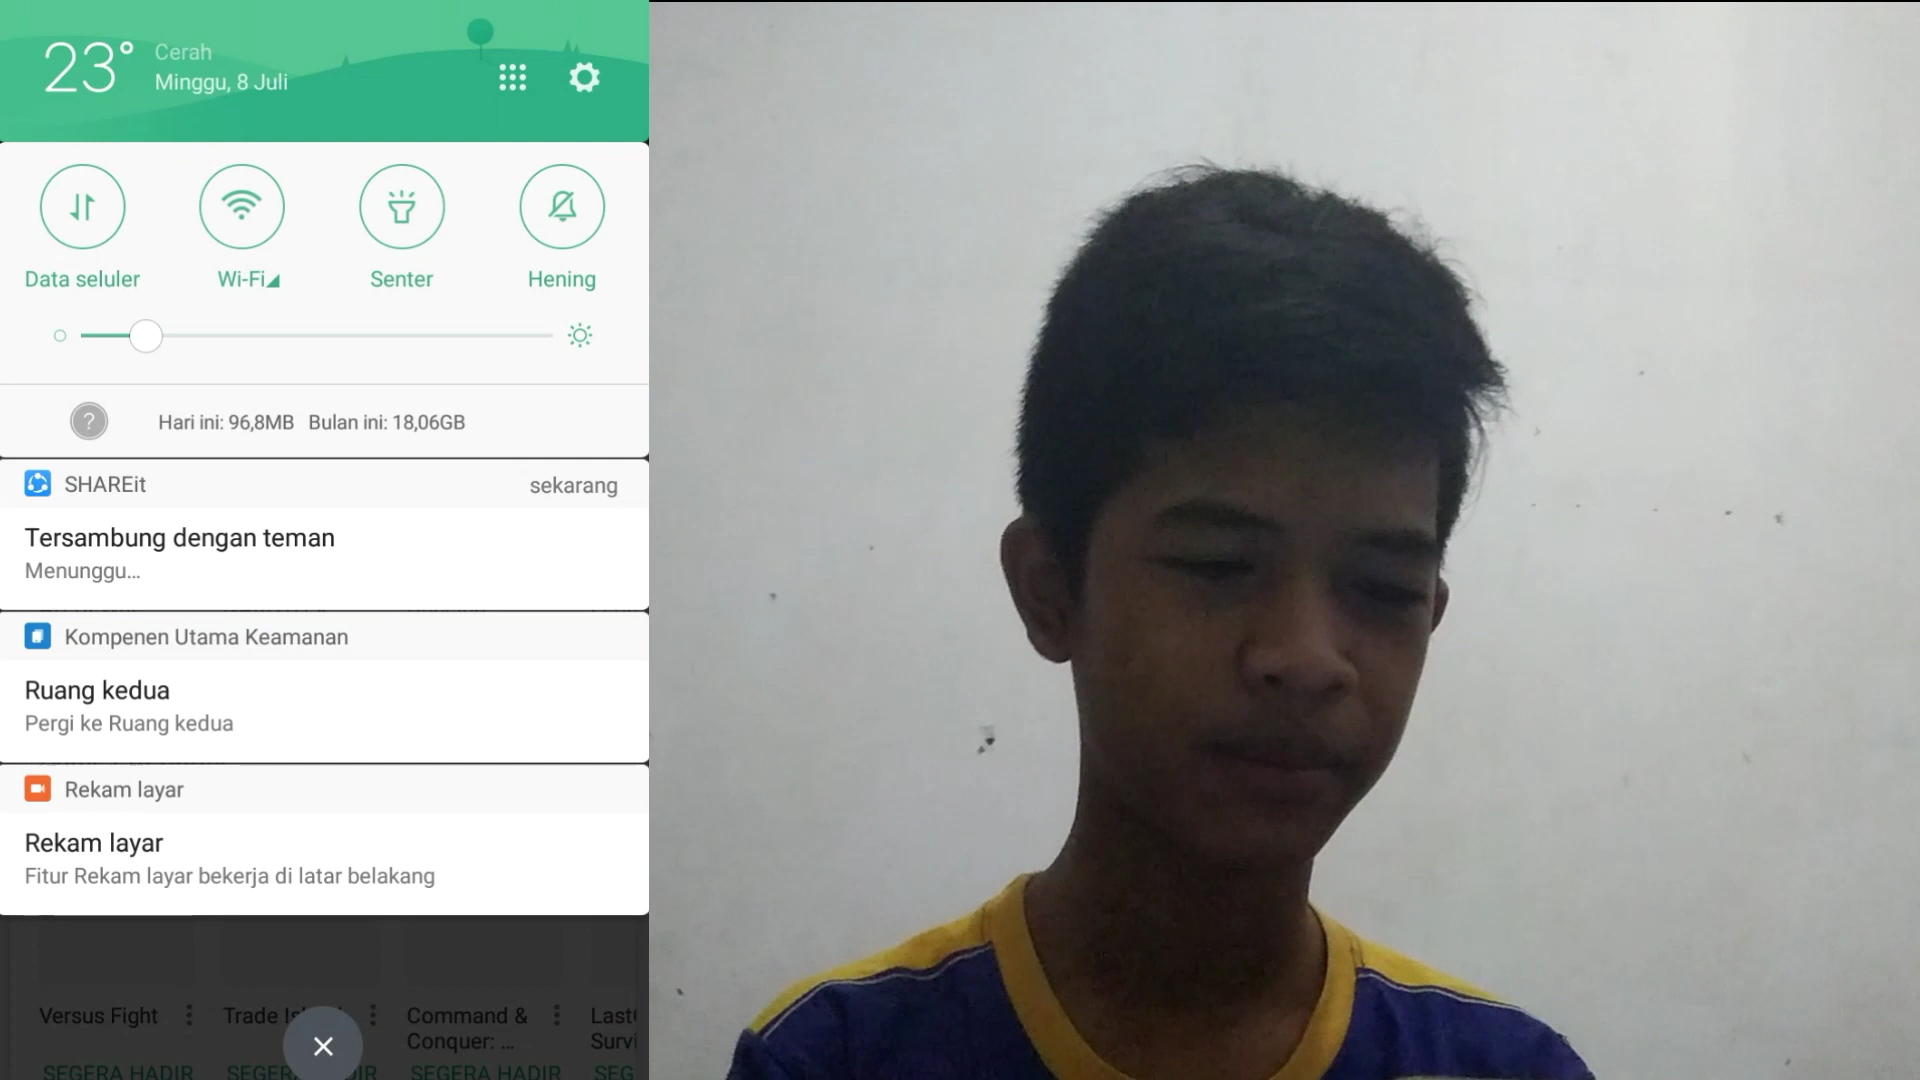 23°
Cerah
Minggu, 8 Juli
Data seluler
Wi-Fi
Senter
Hening
Hari ini: 96,8MB Bulan ini: 18,06GB
SHAREit
sekarang
Tersambung dengan teman
Menunggu...
Kompenen Utama Keamanan
Ruang kedua
Pergi ke Ruang kedua
Rekam layar
Rekam layar
Fitur Rekam layar bekerja di latar belakang
Versus Fight
Trade
Command &
Conquer: ...
SEGERA HADIR
SEGERA HADIR